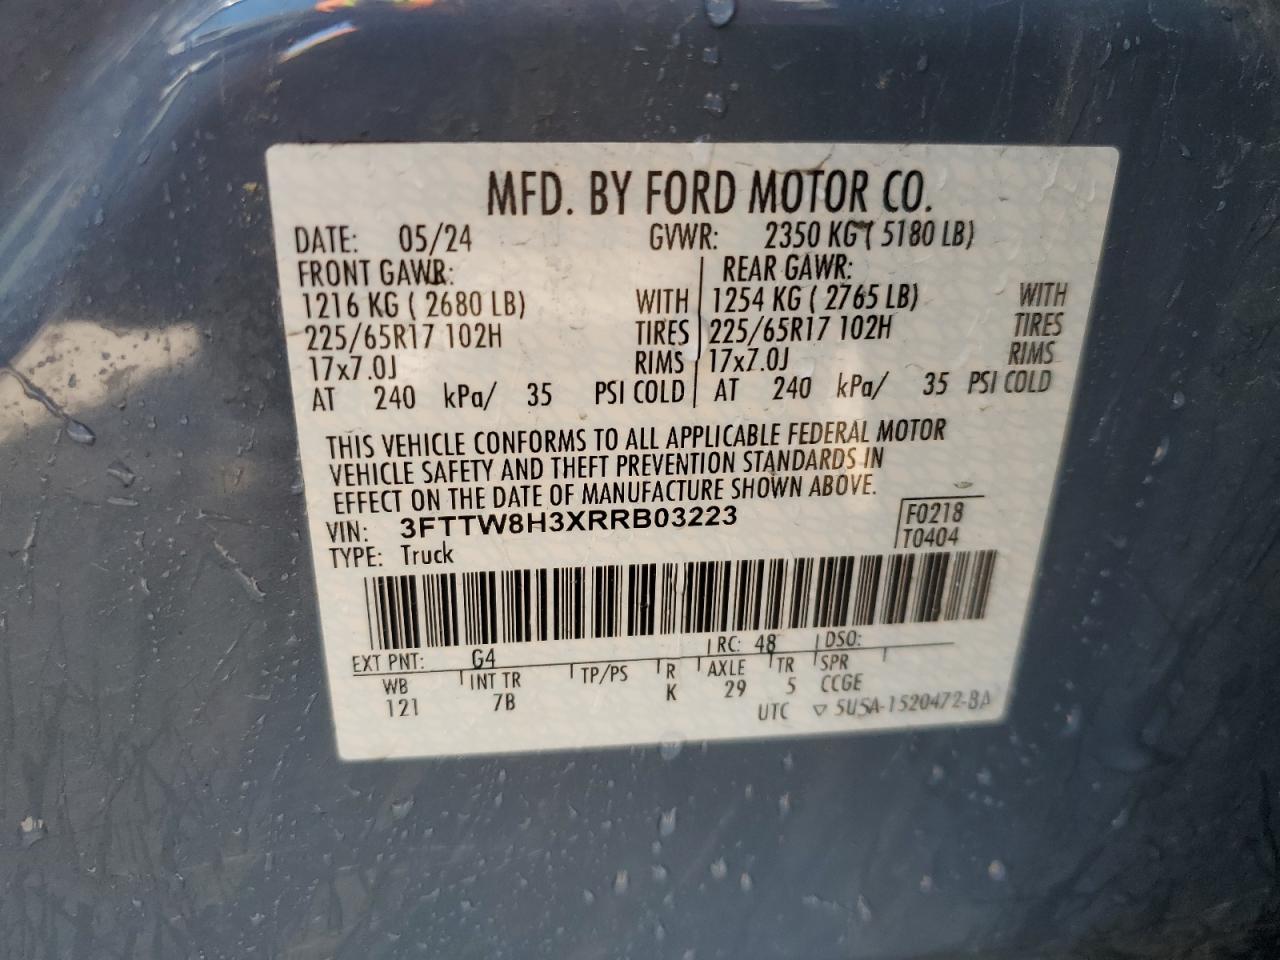 MFD. BY FORD MOTOR CO.
DATE: 05/24 GVWR: 2350 KG ( 5180 LB)
FRONT GAWR: REAR GAWR:
1216 KG ( 2680 LB) WITH 1254 KG ( 2765 LB) WITH
225/65R17 102H TIRES 225/65R17 102H TIRES
17x7.0J RIMS 17x7.0J RIMS
AT 240 kPa/ 35 PSI COLD AT 240 kPa/ 35 PSI COLD
THIS VEHICLE CONFORMS TO ALL APPLICABLE FEDERAL MOTOR
VEHICLE SAFETY AND THEFT PREVENTION STANDARDS IN
EFFECT ON THE DATE OF MANUFACTURE SHOWN ABOVE.
VIN: 3FTTW8H3XRRB03223 F0218
TYPE: Truck T0404
EXT PNT: G4 RC: 48 DSO:
WB INT TR TP/PS R AXLE TR SPR
121 7B K 29 5 CCGE
UTC ▽ 5U5A-1520472-BA